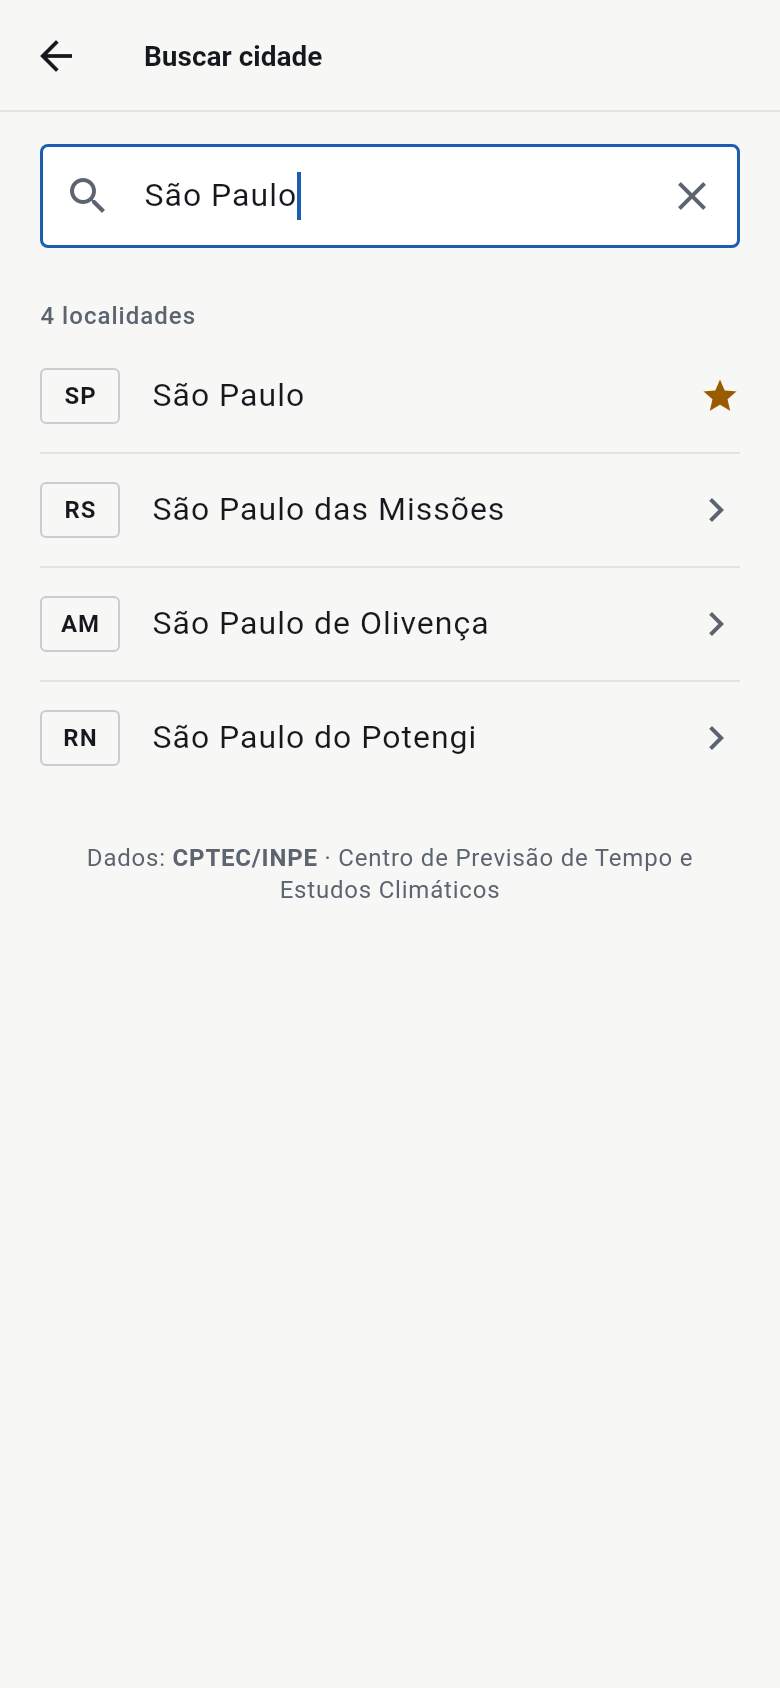 Buscar cidade
São Paulo
4 localidades
SP São Paulo
RS São Paulo das Missões
AM São Paulo de Olivença
RN São Paulo do Potengi
Dados: CPTEC/INPE · Centro de Previsão de Tempo e
Estudos Climáticos